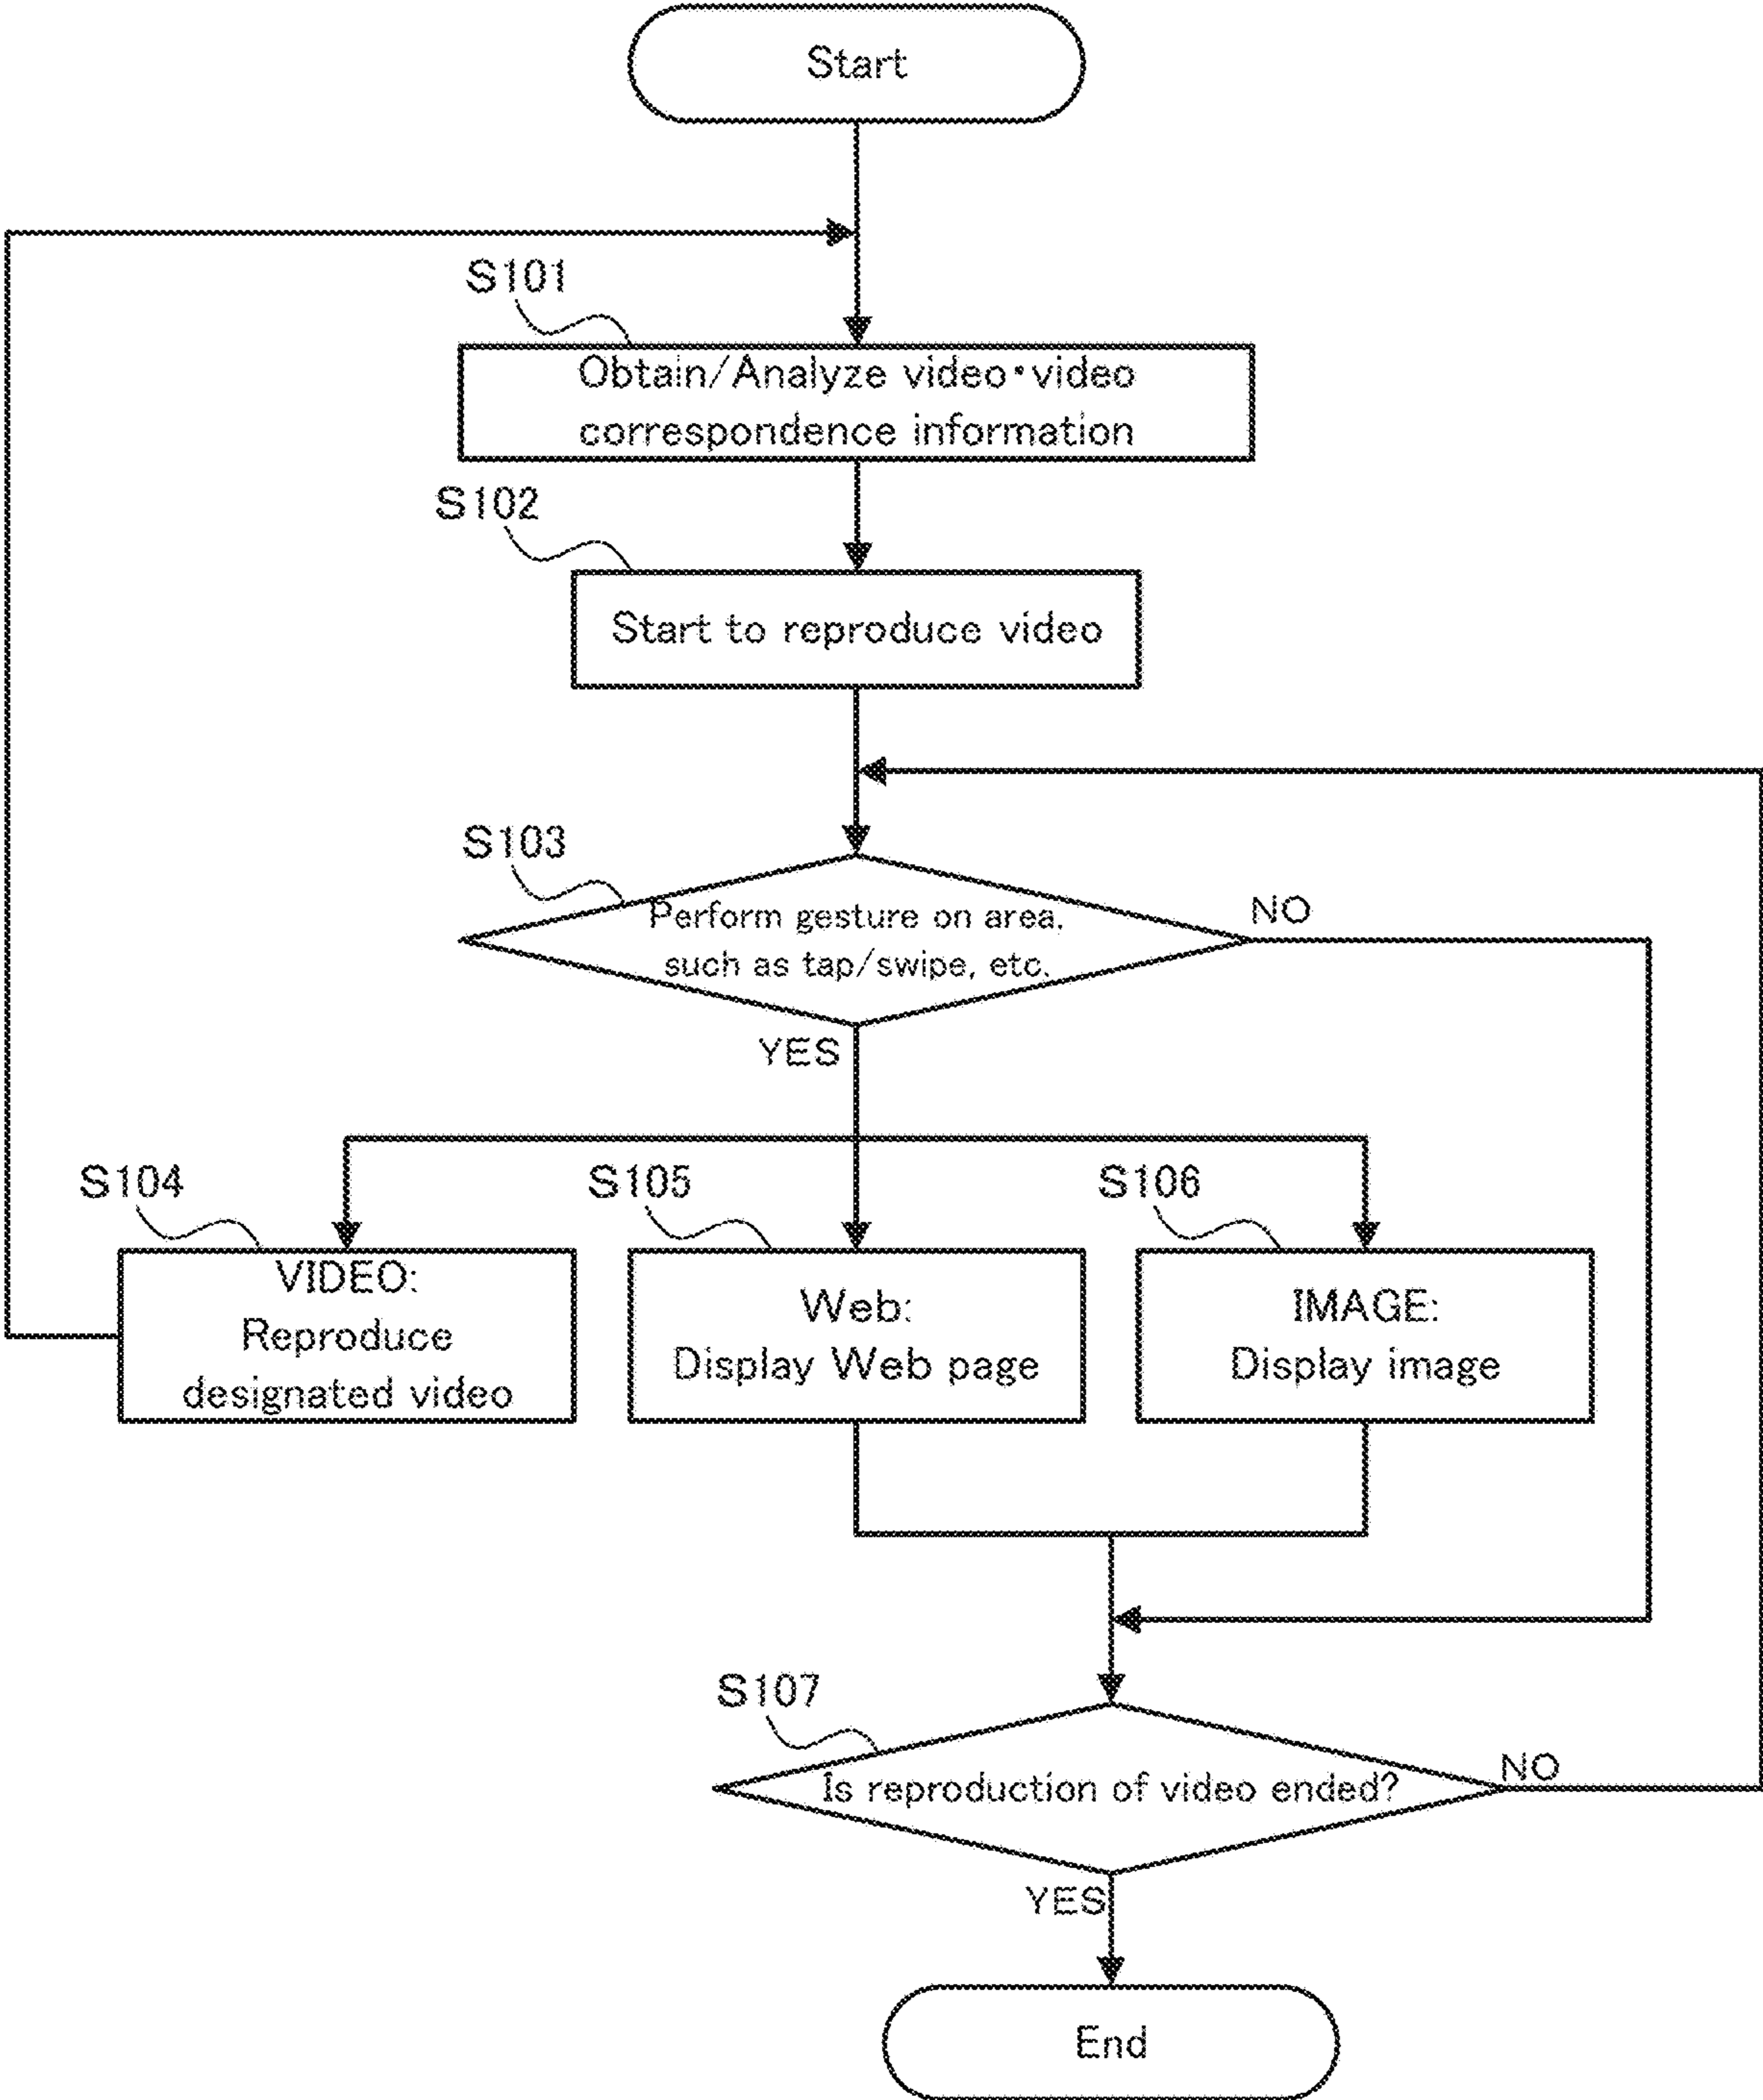 Start
S101
Obtain/Analyze video・video
correspondence information
S102
Start to reproduce video
S103
Perform gesture on area,
such as tap/swipe, etc.
NO
YES
S104
VIDEO:
Reproduce
designated video
S105
Web:
Display Web page
S106
IMAGE:
Display image
S107
Is reproduction of video ended?
NO
YES
End